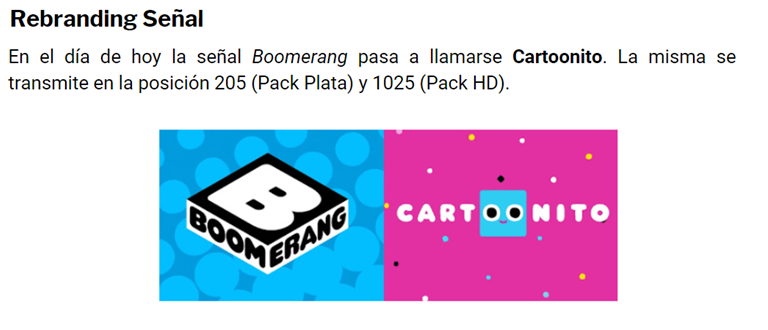 Rebranding Señal
En el día de hoy la señal Boomerang pasa a llamarse Cartoonito. La misma se
transmite en la posición 205 (Pack Plata) y 1025 (Pack HD).
B
BOOMERANG
CARTOONITO